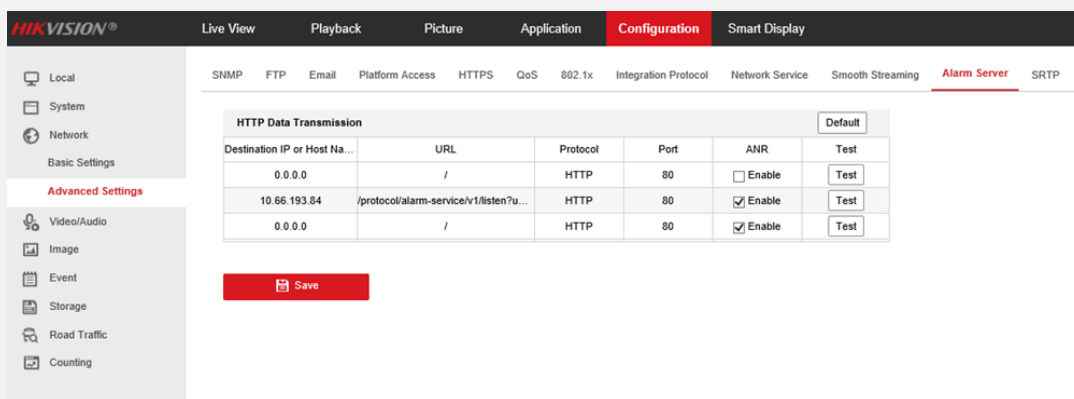 HIKVISION® Live View Playback Picture Application Configuration Smart Display
SNMP FTP Email Platform Access HTTPS QoS 802.1x Integration Protocol Network Service Smooth Streaming Alarm Server SRTP
Local
System
Network
Basic Settings
Advanced Settings
Video/Audio
Image
Event
Storage
Road Traffic
Counting
HTTP Data Transmission Default
Destination IP or Host Na... URL Protocol Port ANR Test
0.0.0.0 / HTTP 80 Enable Test
10.66.193.84 /protocol/alarm-service/v1/listen?u... HTTP 80 Enable Test
0.0.0.0 / HTTP 80 Enable Test
Save